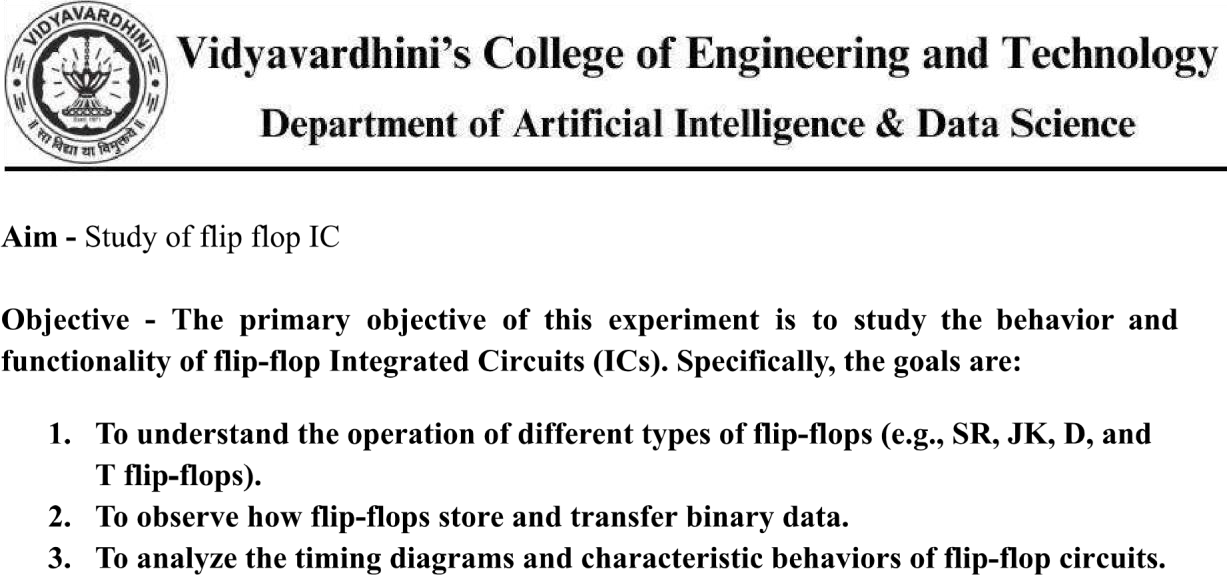 VIDYAVARDHINI
Estd. 1971
॥ सा विद्या या विमुक्तये ॥
Vidyavardhini’s College of Engineering and Technology
Department of Artificial Intelligence & Data Science
Aim - Study of flip flop IC
Objective - The primary objective of this experiment is to study the behavior and
functionality of flip-flop Integrated Circuits (ICs). Specifically, the goals are:
1. To understand the operation of different types of flip-flops (e.g., SR, JK, D, and
T flip-flops).
2. To observe how flip-flops store and transfer binary data.
3. To analyze the timing diagrams and characteristic behaviors of flip-flop circuits.